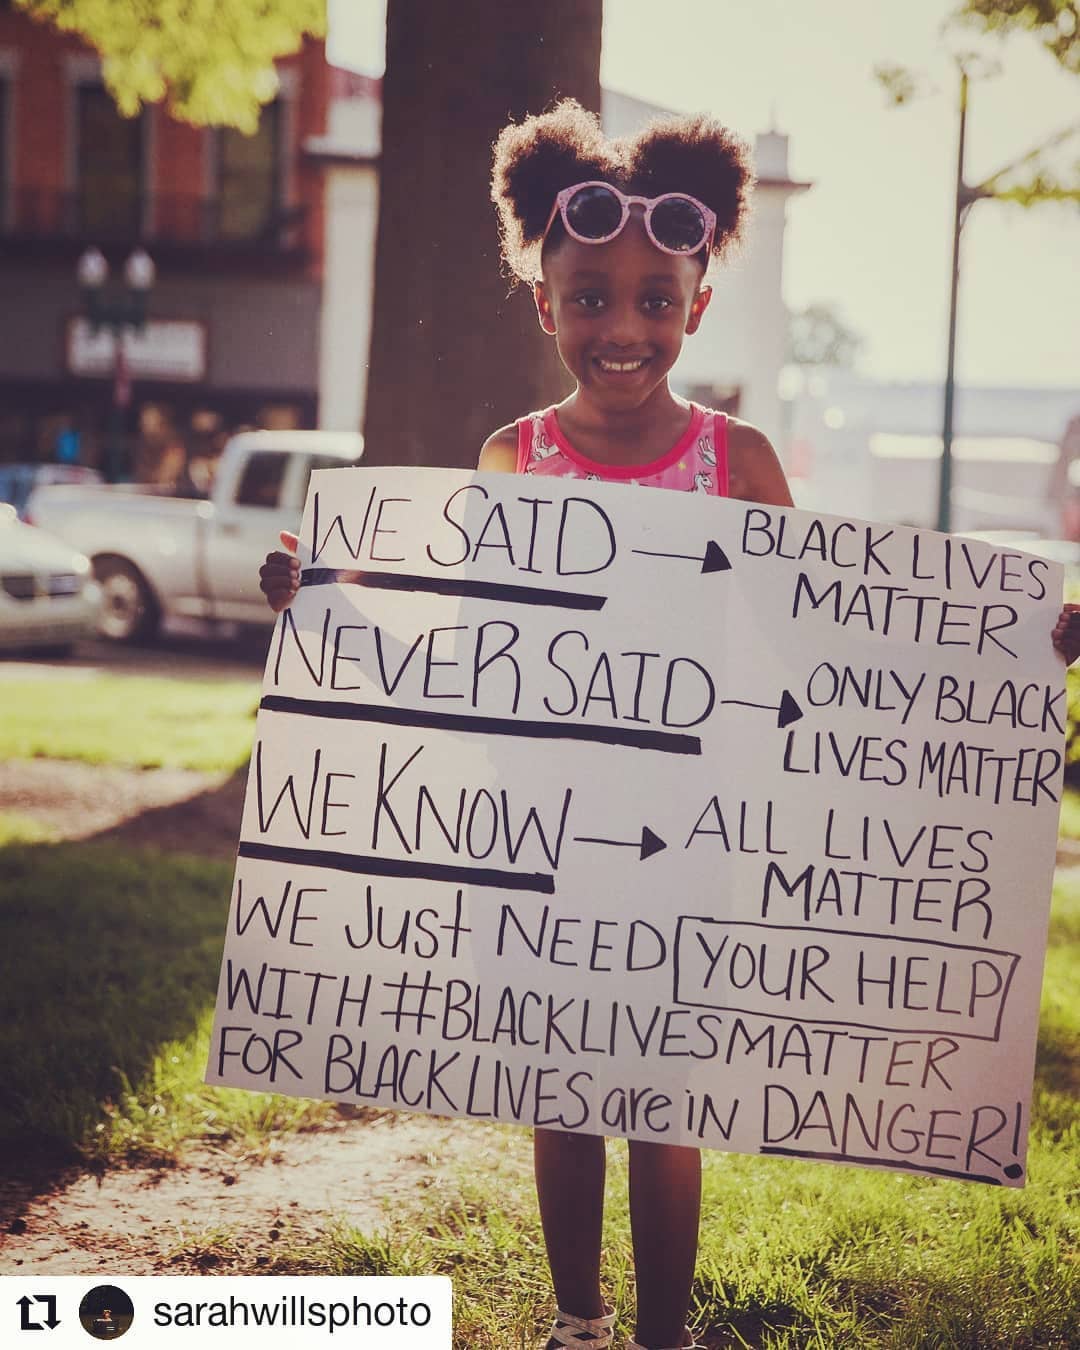 WE SAID → BLACK LIVES
MATTER
NEVER SAID → ONLY BLACK
LIVES MATTER
WE KNOW → ALL LIVES
MATTER
WE JUSt NEED YOUR HELP
WITH #BLACKLIVESMATTER
FOR BLACK LIVES are iN DANGER!
sarahwillsphoto